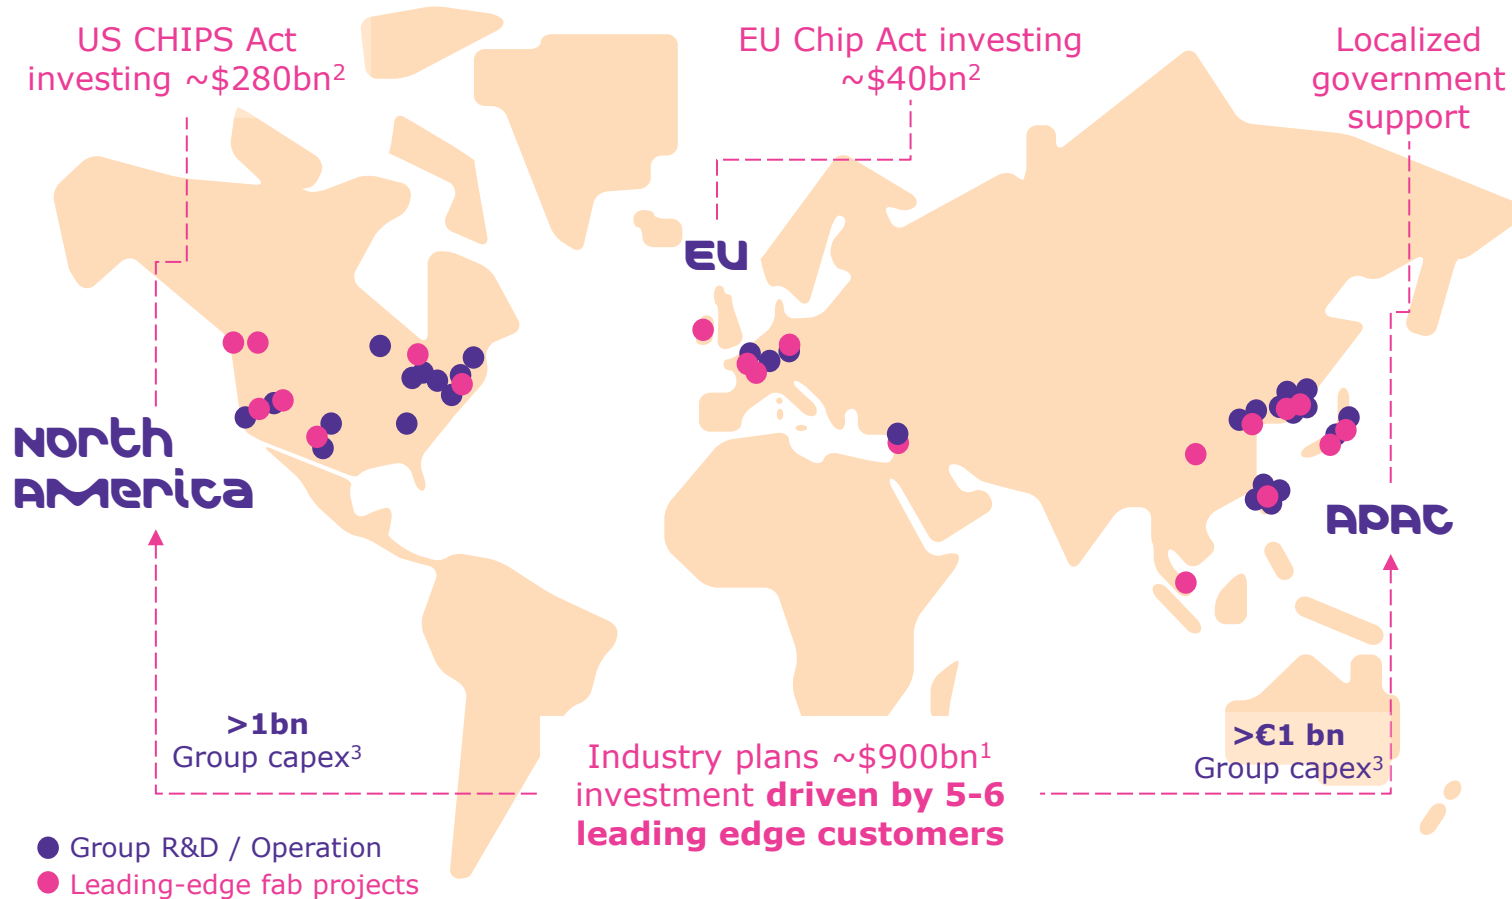 US CHIPS Act
investing ~$280bn²
EU Chip Act investing
~$40bn²
Localized
government
support
EU
North
America
APAC
>1bn
Group capex³
Industry plans ~$900bn¹
investment driven by 5-6
leading edge customers
>€1 bn
Group capex³
Group R&D / Operation
Leading-edge fab projects